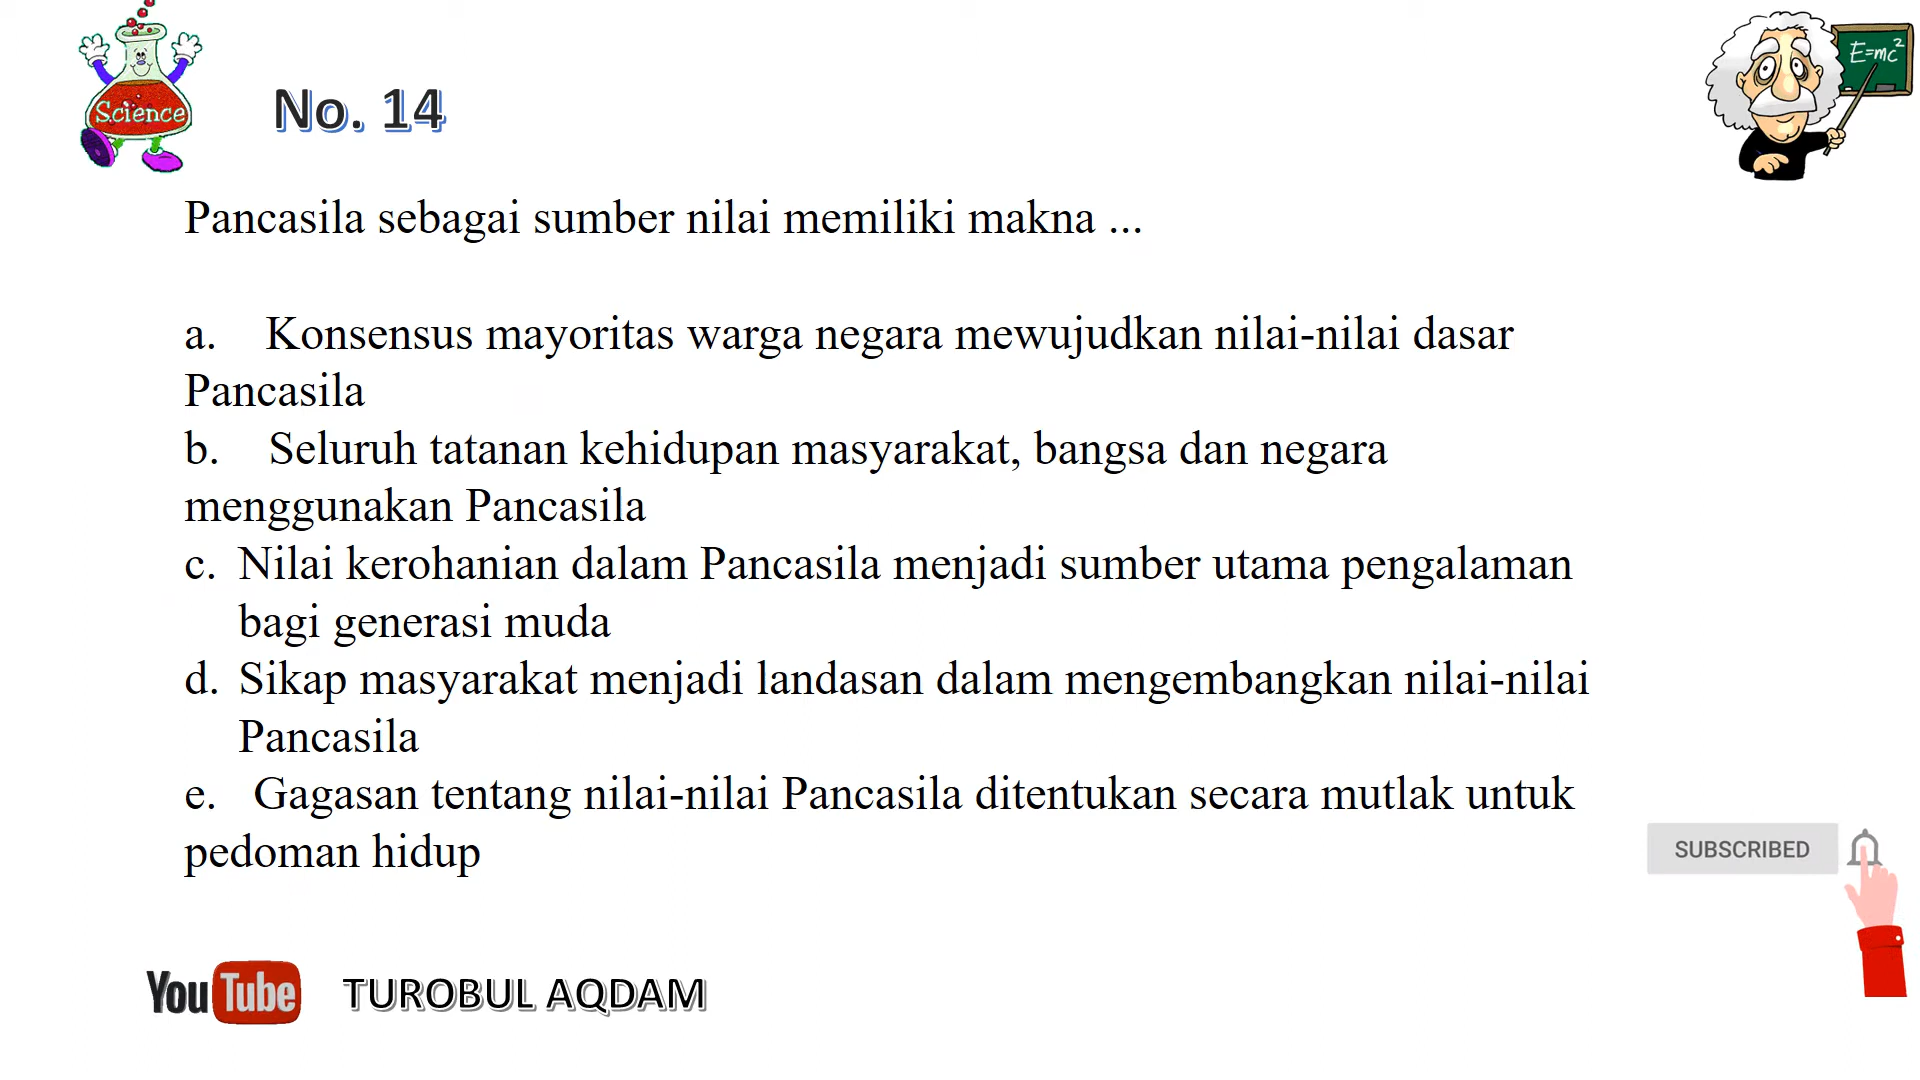 Science
No. 14
E=mc²
Pancasila sebagai sumber nilai memiliki makna ...
a. Konsensus mayoritas warga negara mewujudkan nilai-nilai dasar
Pancasila
b. Seluruh tatanan kehidupan masyarakat, bangsa dan negara
menggunakan Pancasila
c. Nilai kerohanian dalam Pancasila menjadi sumber utama pengalaman
bagi generasi muda
d. Sikap masyarakat menjadi landasan dalam mengembangkan nilai-nilai
Pancasila
e. Gagasan tentang nilai-nilai Pancasila ditentukan secara mutlak untuk
pedoman hidup
SUBSCRIBED
YouTube TUROBUL AQDAM